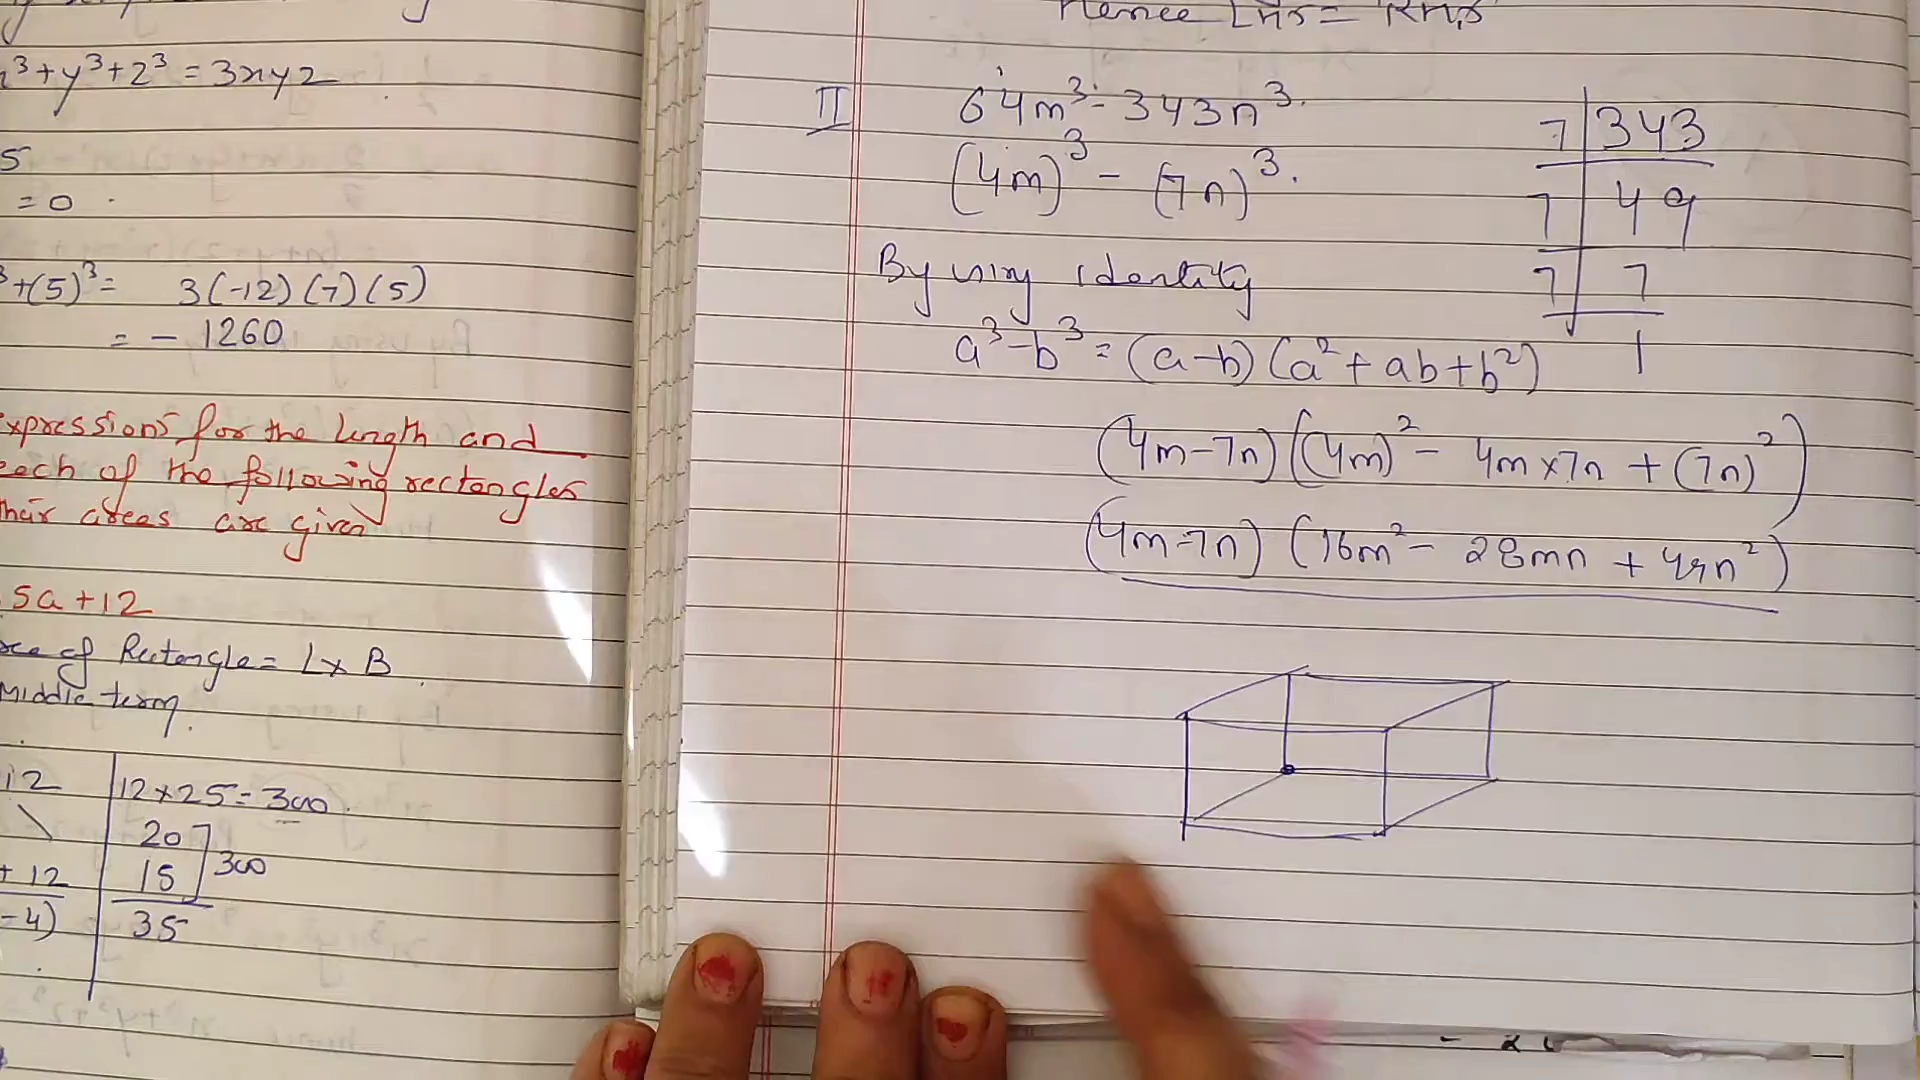 x³+y³+z³ = 3xyz
5
= 0
+(5)³ = 3(-12)(7)(5)
= - 1260
expressions for the length and
each of the following rectangles
their areas are given
5a+12
of Rectangle = L x B
Middle term.
12
+ 12
- 4)
12×25 = 300
20
15
300
35
Hence LHS = RHS
II 64m³ - 343n³.
(4m)³ - (7n)³.
By using identity
a³-b³ = (a-b)(a²+ab+b²)
(4m-7n)((4m)² - 4m×7n + (7n)²)
(4m-7n)(16m² - 28mn + 49n²)
7 | 343
7 | 49
7 | 7
1